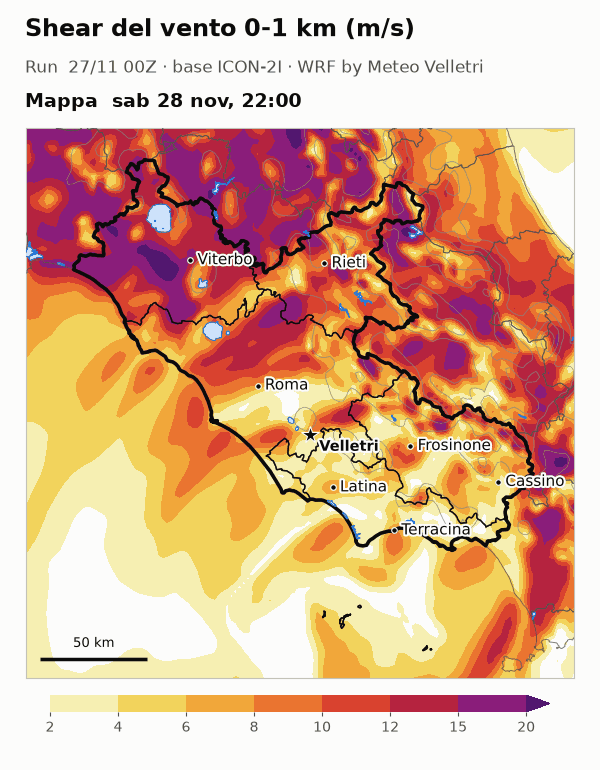 Shear del vento 0-1 km (m/s)
Run  27/11 00Z · base ICON-2I · WRF by Meteo Velletri
Mappa  sab 28 nov, 22:00
Viterbo
Rieti
Roma
Velletri
Frosinone
Cassino
Latina
Terracina
50 km
2 4 6 8 10 12 15 20